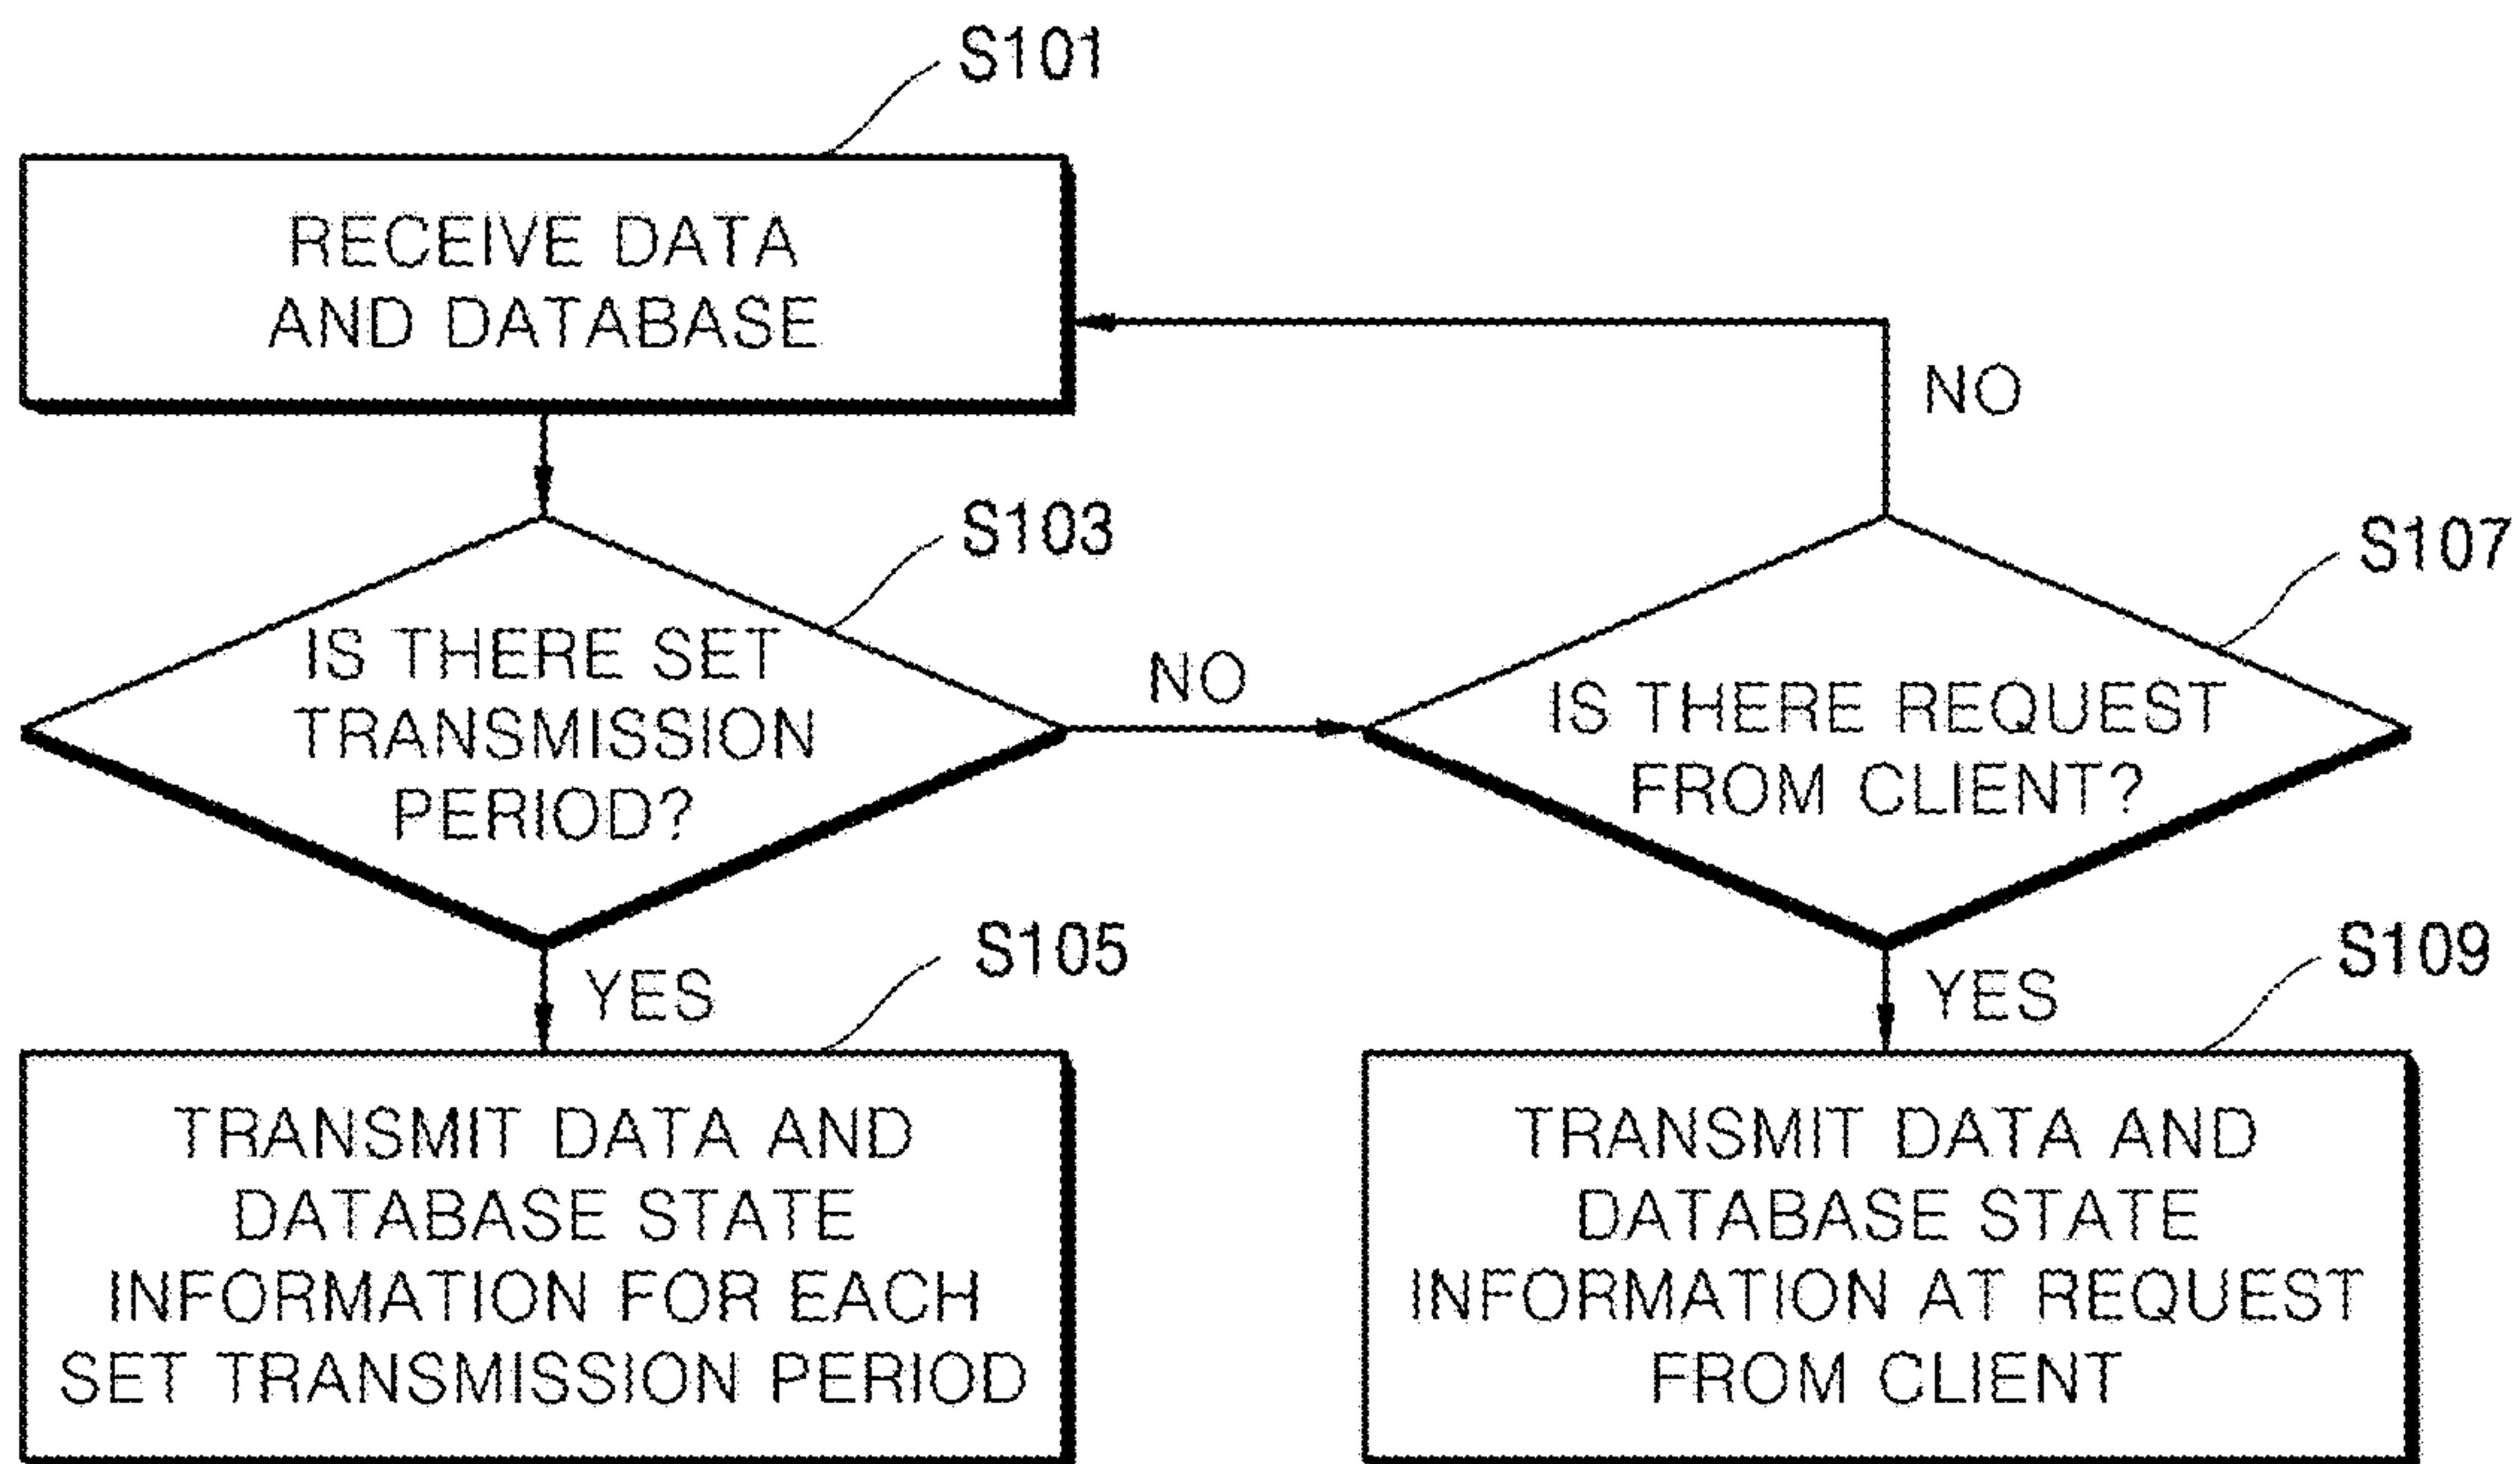 S101
RECEIVE DATA
AND DATABASE
NO
S103
IS THERE SET
TRANSMISSION
PERIOD?
NO
S107
IS THERE REQUEST
FROM CLIENT?
YES
S105
TRANSMIT DATA AND
DATABASE STATE
INFORMATION FOR EACH
SET TRANSMISSION PERIOD
YES
S109
TRANSMIT DATA AND
DATABASE STATE
INFORMATION AT REQUEST
FROM CLIENT